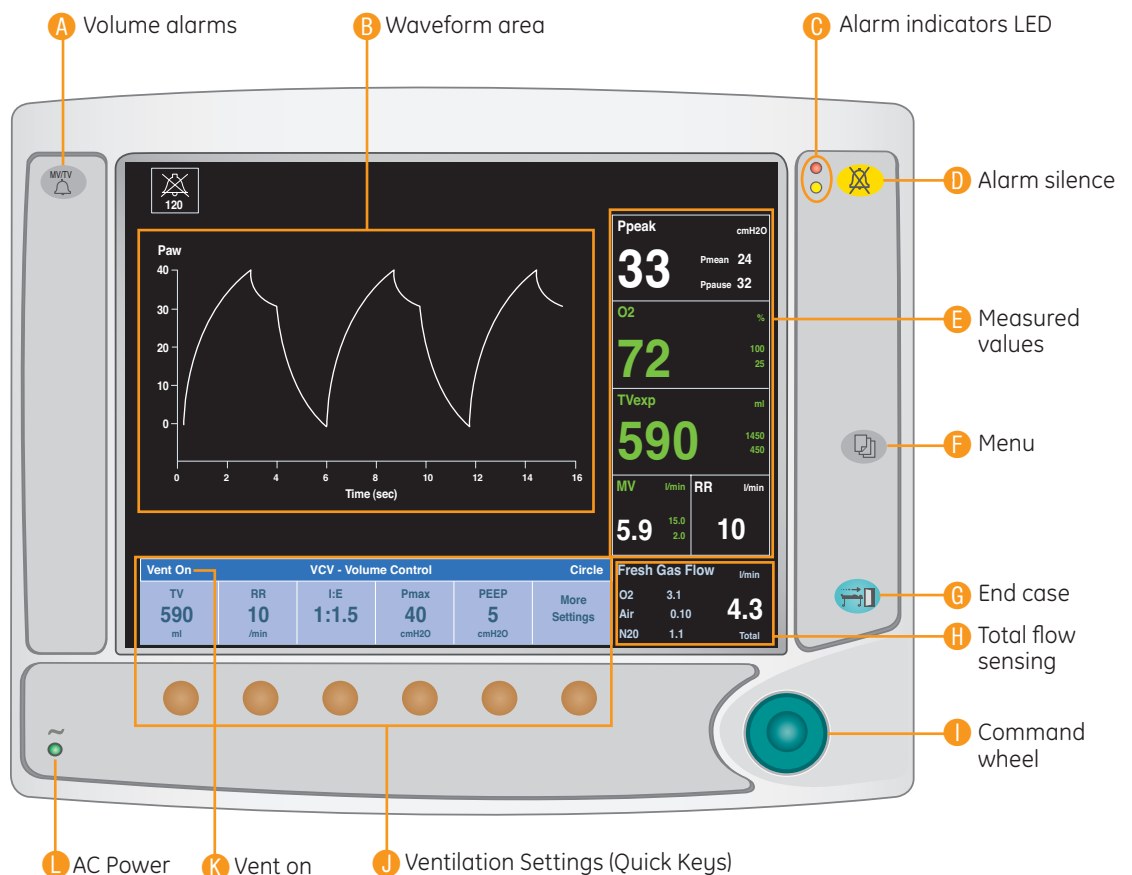 A Volume alarms
B Waveform area
C Alarm indicators LED
MV/TV
120
D Alarm silence
Paw
40
30
20
10
0
0 2 4 6 8 10 12 14 16
Time (sec)
Ppeak cmH2O
33 Pmean 24
Ppause 32
O2 %
72 100
25
TVexp ml
590 1450
450
MV l/min RR l/min
5.9 15.0 10
2.0
E Measured
values
F Menu
G End case
Vent On VCV - Volume Control Circle
TV RR I:E Pmax PEEP More
590 10 1:1.5 40 5 Settings
ml /min cmH2O cmH2O
Fresh Gas Flow l/min
O2 3.1
Air 0.10 4.3
N20 1.1 Total
H Total flow
sensing
I Command
wheel
~
L AC Power
K Vent on
J Ventilation Settings (Quick Keys)